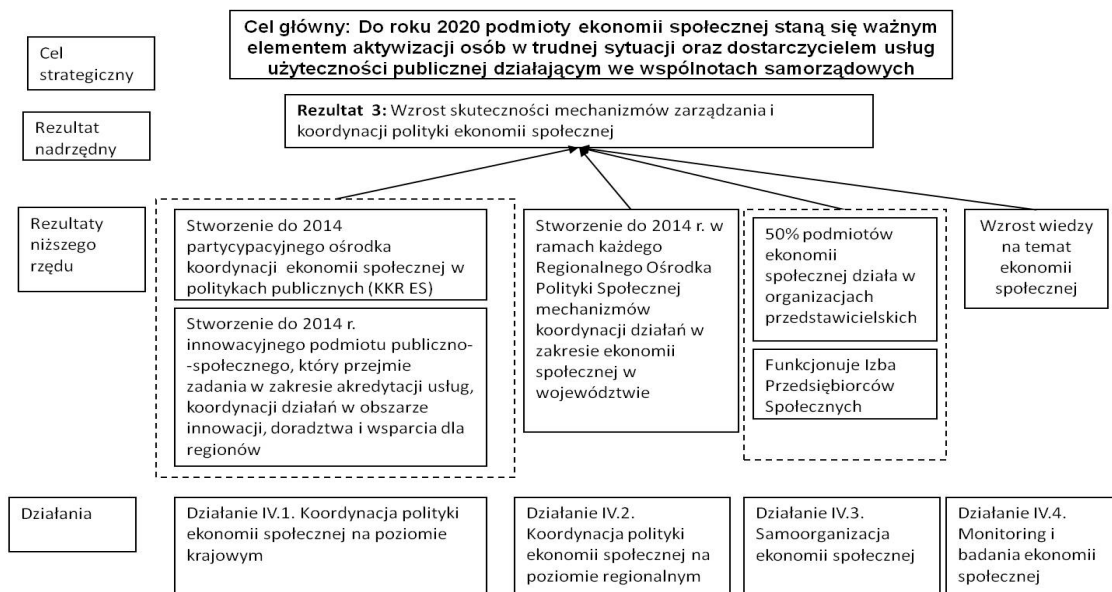 Cel
strategiczny
Cel główny: Do roku 2020 podmioty ekonomii społecznej staną się ważnym
elementem aktywizacji osób w trudnej sytuacji oraz dostarczycielem usług
użyteczności publicznej działającym we wspólnotach samorządowych
Rezultat
nadrzędny
Rezultat 3: Wzrost skuteczności mechanizmów zarządzania i
koordynacji polityki ekonomii społecznej
Rezultaty
niższego
rzędu
Stworzenie do 2014
partycypacyjnego ośrodka
koordynacji ekonomii społecznej w
politykach publicznych (KKR ES)
Stworzenie do 2014 r.
innowacyjnego podmiotu publiczno-
-społecznego, który przejmie
zadania w zakresie akredytacji usług,
koordynacji działań w obszarze
innowacji, doradztwa i wsparcia dla
regionów
Stworzenie do 2014 r. w
ramach każdego
Regionalnego Ośrodka
Polityki Społecznej
mechanizmów
koordynacji działań w
zakresie ekonomii
społecznej w
województwie
50% podmiotów
ekonomii
społecznej działa w
organizacjach
przedstawicielskich
Funkcjonuje Izba
Przedsiębiorców
Społecznych
Wzrost wiedzy
na temat
ekonomii
społecznej
Działania
Działanie IV.1. Koordynacja polityki
ekonomii społecznej na poziomie
krajowym
Działanie IV.2.
Koordynacja polityki
ekonomii społecznej na
poziomie regionalnym
Działanie IV.3.
Samoorganizacja
ekonomii społecznej
Działanie IV.4.
Monitoring i
badania ekonomii
społecznej